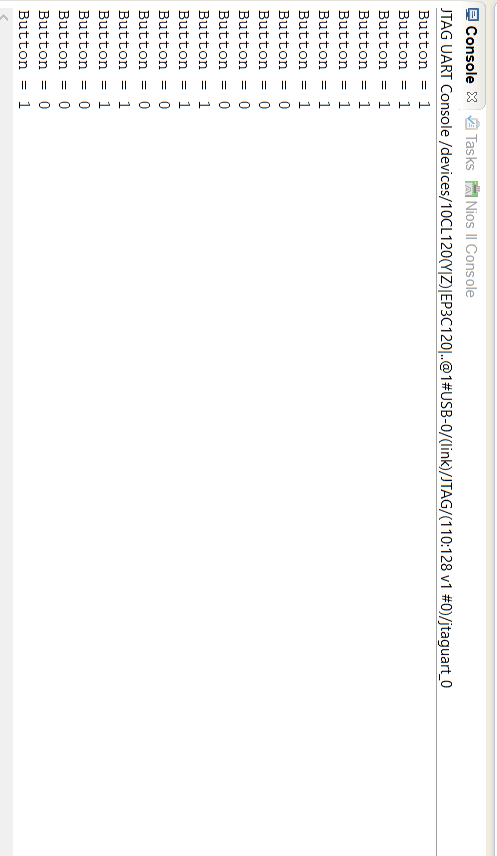 Console Tasks Nios II Console
JTAG UART Console /devices/10CL120(Y|Z)|EP3C120|..@1#USB-0/(link)/JTAG/(110:128 v1 #0)/jtaguart_0
Button = 1
Button = 1
Button = 1
Button = 1
Button = 1
Button = 1
Button = 1
Button = 0
Button = 0
Button = 0
Button = 0
Button = 1
Button = 1
Button = 0
Button = 0
Button = 1
Button = 1
Button = 0
Button = 0
Button = 0
Button = 1